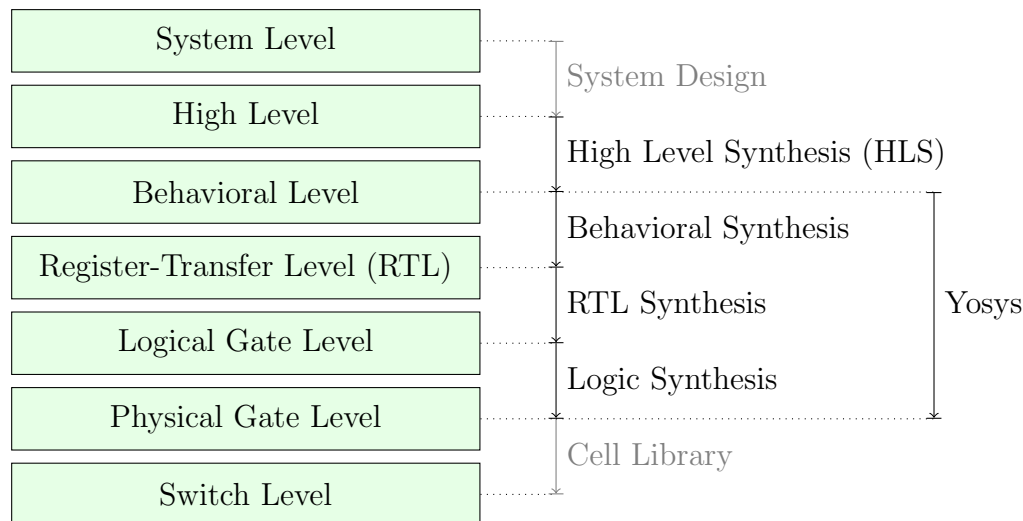 System Level
System Design
High Level
High Level Synthesis (HLS)
Behavioral Level
Behavioral Synthesis
Register-Transfer Level (RTL)
RTL Synthesis
Yosys
Logical Gate Level
Logic Synthesis
Physical Gate Level
Cell Library
Switch Level